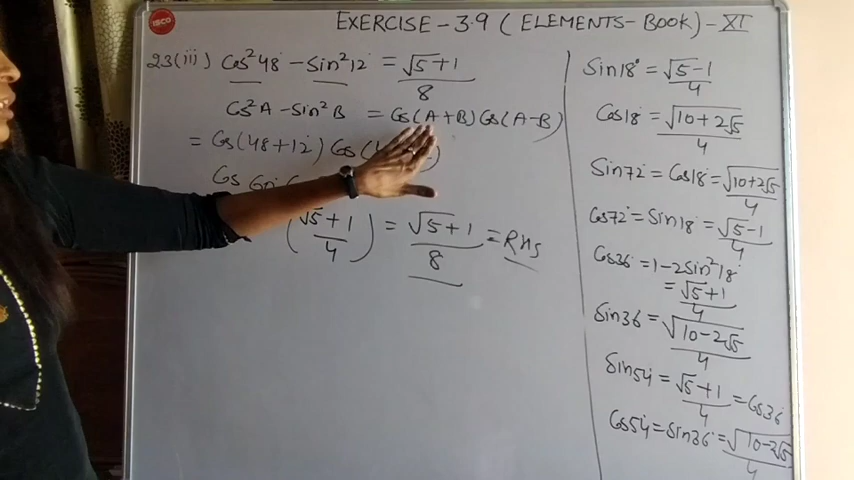 ISCO
EXERCISE - 3.9 ( ELEMENTS - BOOK ) - XI
23(iii) Cos²48° - Sin²12° = √5+1/8
Cos²A - Sin²B = Cos(A+B) Cos(A-B)
= Cos(48+12°) Cos(
Cos 60°
(√5+1/4) = √5+1/8 = RHS
Sin18° = √5-1/4
Cos18° = √10+2√5/4
Sin72° = Cos18° = √10+2√5/4
Cos72° = Sin18° = √5-1/4
Cos36° = 1-2Sin²18°
= √5+1/4
Sin36° = √10-2√5/4
Sin54° = √5+1/4 = Cos36
Cos54° = Sin36° = √10-2√5/4